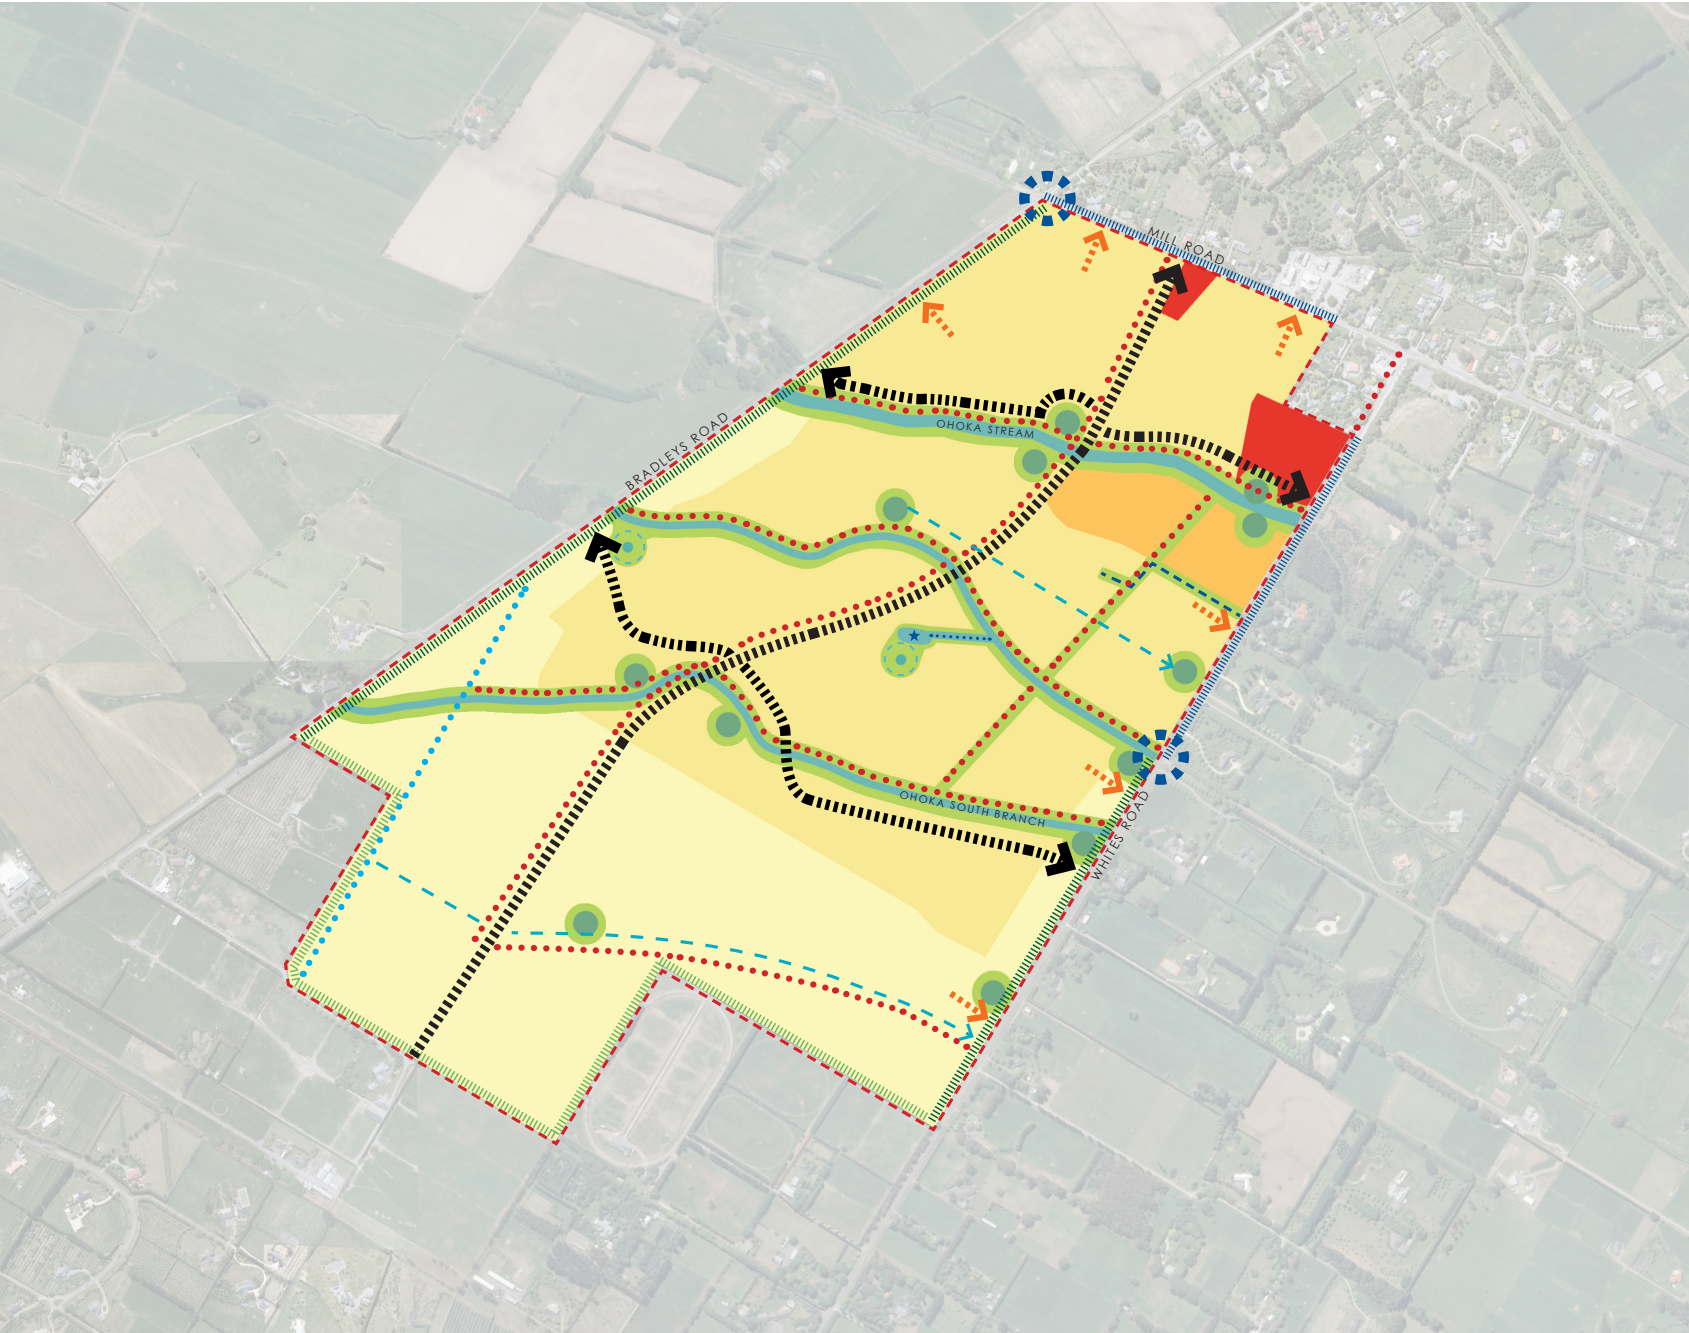 MILL ROAD
BRADLEYS ROAD
OHOKA STREAM
OHOKA SOUTH BRANCH
WHITES ROAD